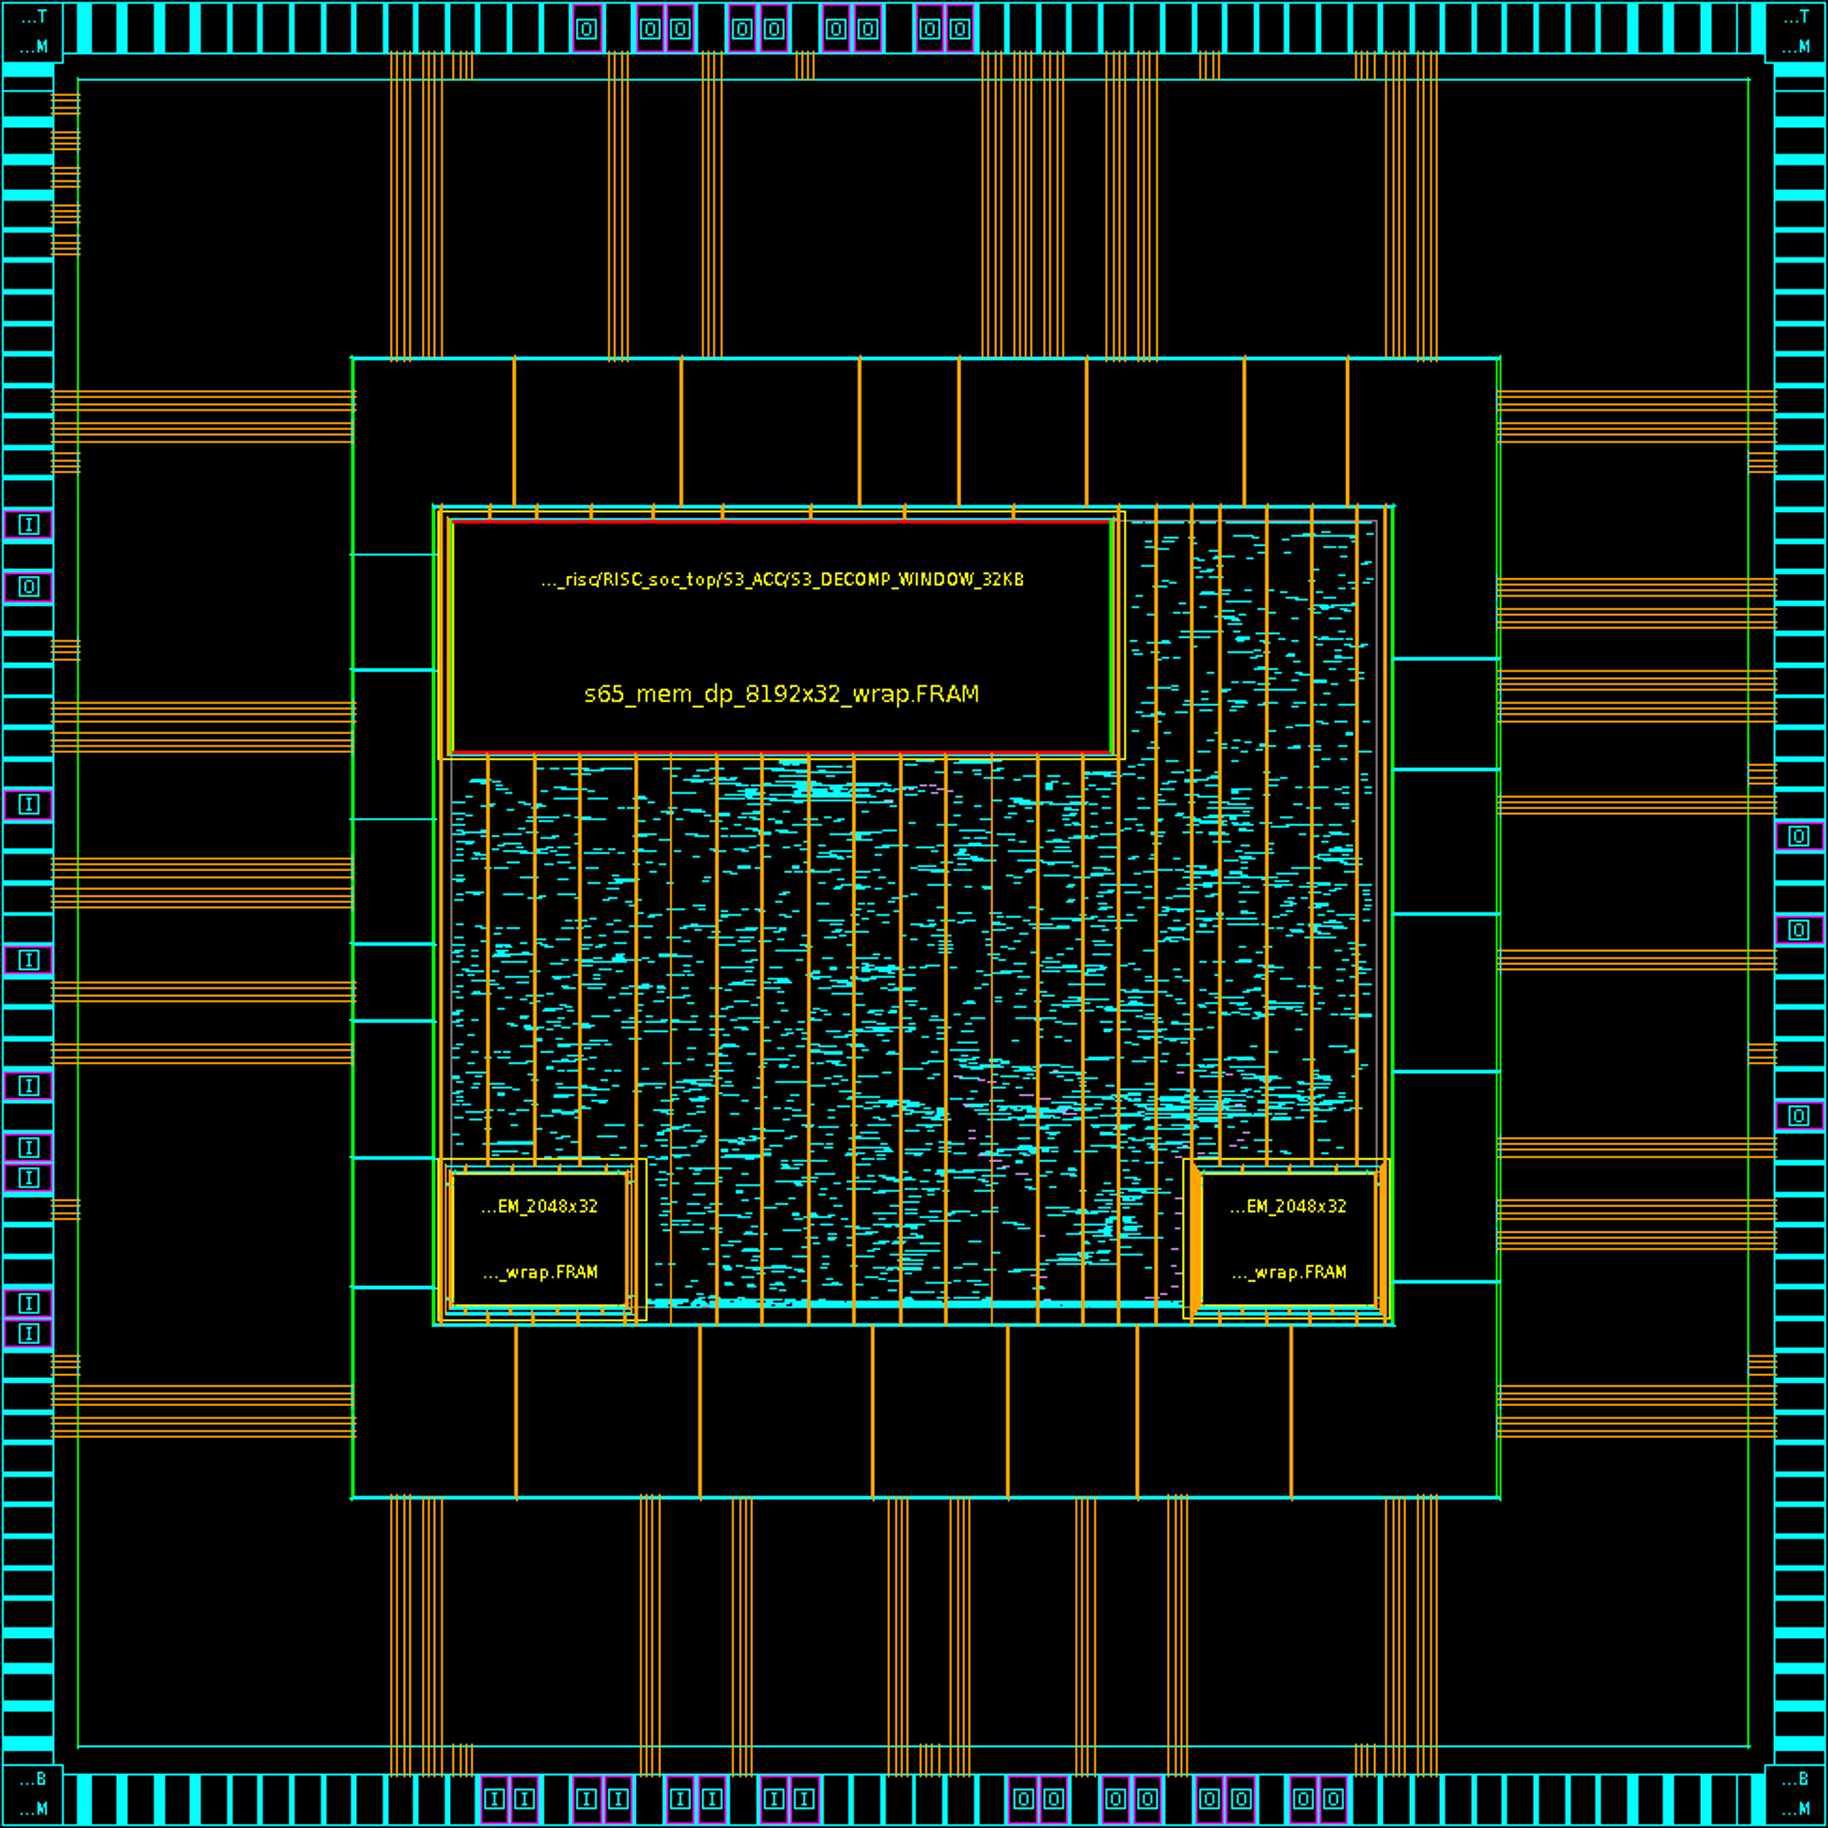 ...T
...M
O O O O O O O O O
...T
...M
I
O
I
I
I
I
I
I
I
..._risc/RISC_soc_top/S3_ACC/S3_DECOMP_WINDOW_32KB
s65_mem_dp_8192x32_wrap.FRAM
...EM_2048x32
..._wrap.FRAM
...EM_2048x32
..._wrap.FRAM
O
O
O
...B
...M
I I I I I I I I O O O O O O O O
...B
...M